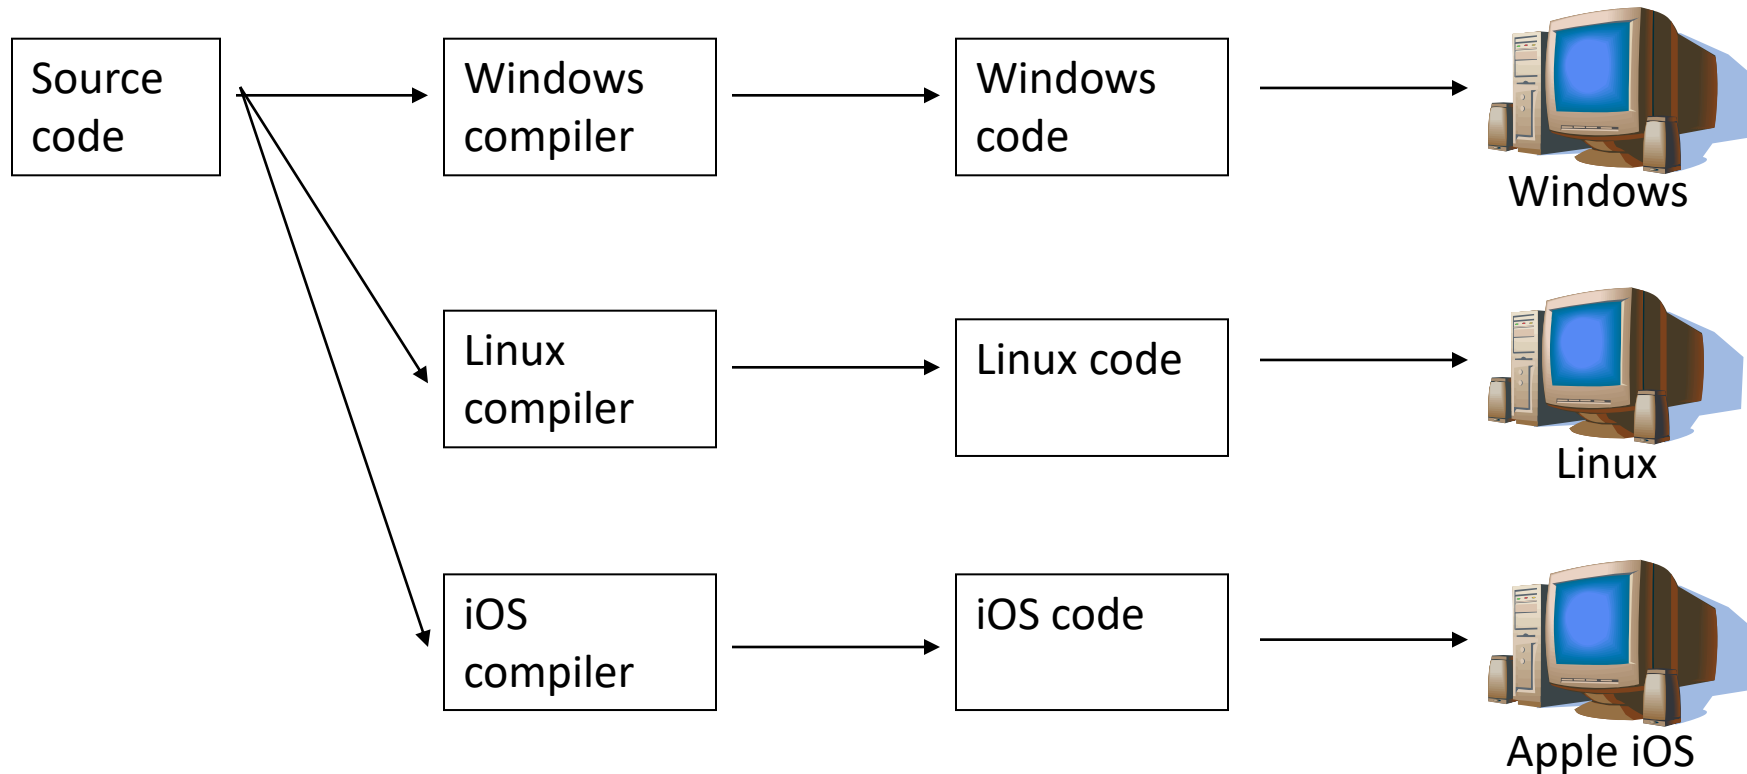 Source
code
Windows
compiler
Windows
code
Windows
Linux
compiler
Linux code
Linux
iOS
compiler
iOS code
Apple iOS